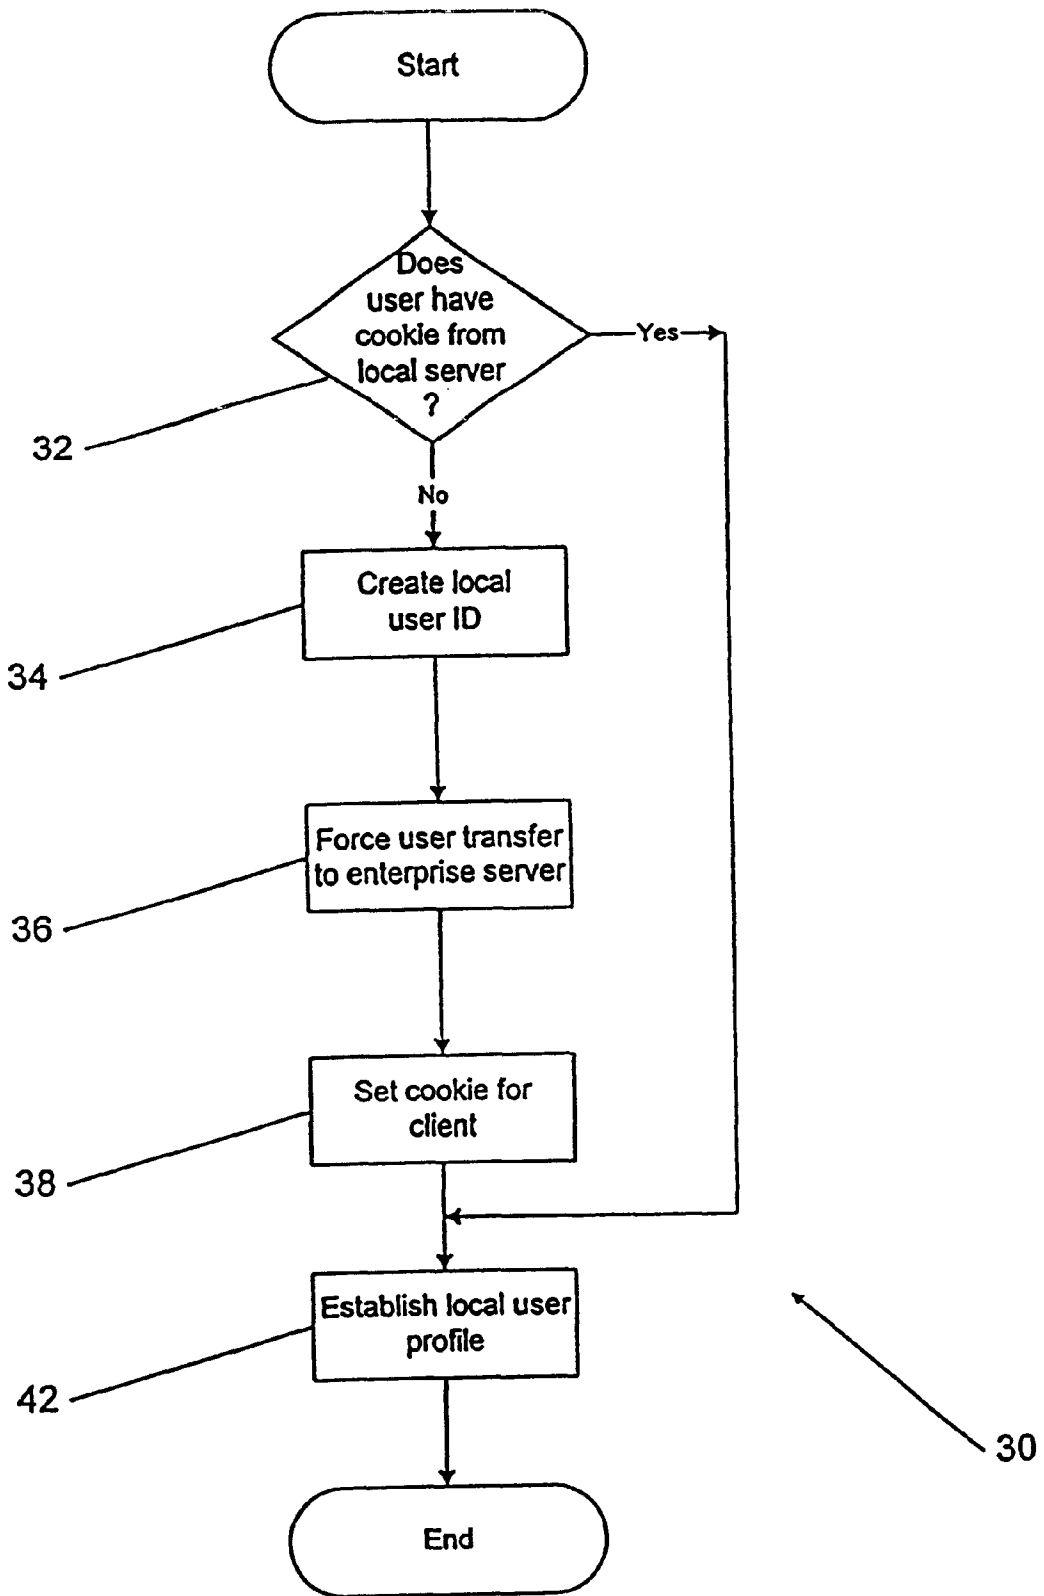 Start
Does
user have
cookie from
local server
?
Yes
32
No
Create local
user ID
34
Force user transfer
to enterprise server
36
Set cookie for
client
38
Establish local user
profile
42
30
End